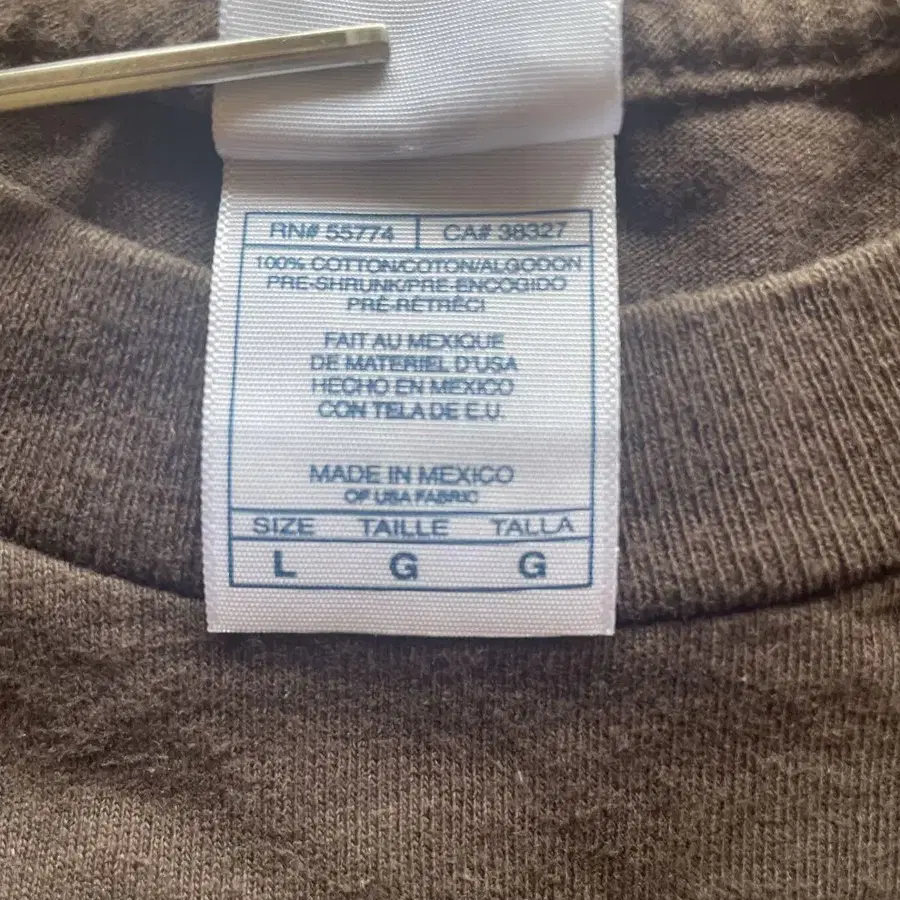 RN# 55774 CA# 38327
100% COTTON/COTON/ALGODON
PRE-SHRUNK/PRE-ENCOGIDO
PRÉ-RÉTRÉCI
FAIT AU MEXIQUE
DE MATERIEL D'USA
HECHO EN MEXICO
CON TELA DE E.U.
MADE IN MEXICO
OF USA FABRIC
SIZE TAILLE TALLA
L G G